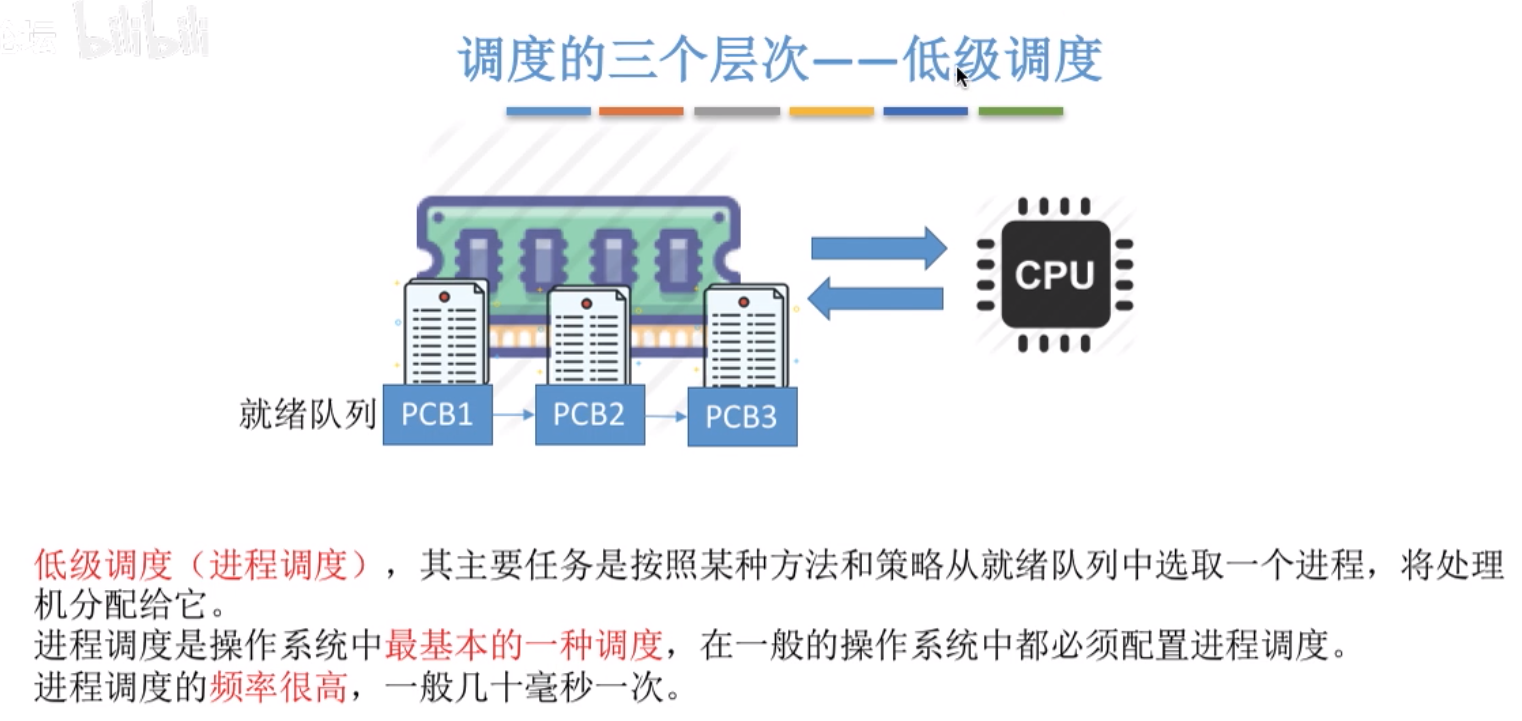 论坛 bilibili
调度的三个层次——低级调度
CPU
就绪队列 PCB1 PCB2 PCB3
低级调度（进程调度），其主要任务是按照某种方法和策略从就绪队列中选取一个进程，将处理
机分配给它。
进程调度是操作系统中最基本的一种调度，在一般的操作系统中都必须配置进程调度。
进程调度的频率很高，一般几十毫秒一次。